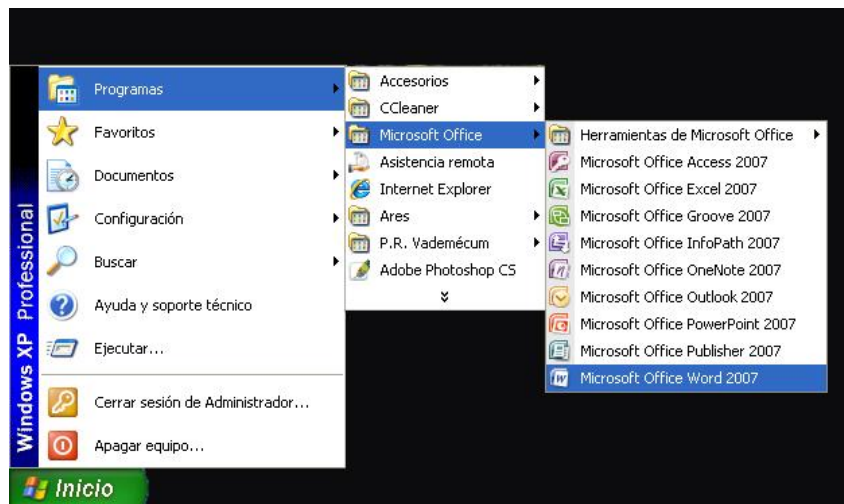 Windows XP Professional
Programas
Favoritos
Documentos
Configuración
Buscar
Ayuda y soporte técnico
Ejecutar...
Cerrar sesión de Administrador...
Apagar equipo...
Inicio
Accesorios
CCleaner
Microsoft Office
Asistencia remota
Internet Explorer
Ares
P.R. Vademécum
Adobe Photoshop CS
Herramientas de Microsoft Office
Microsoft Office Access 2007
Microsoft Office Excel 2007
Microsoft Office Groove 2007
Microsoft Office InfoPath 2007
Microsoft Office OneNote 2007
Microsoft Office Outlook 2007
Microsoft Office PowerPoint 2007
Microsoft Office Publisher 2007
Microsoft Office Word 2007